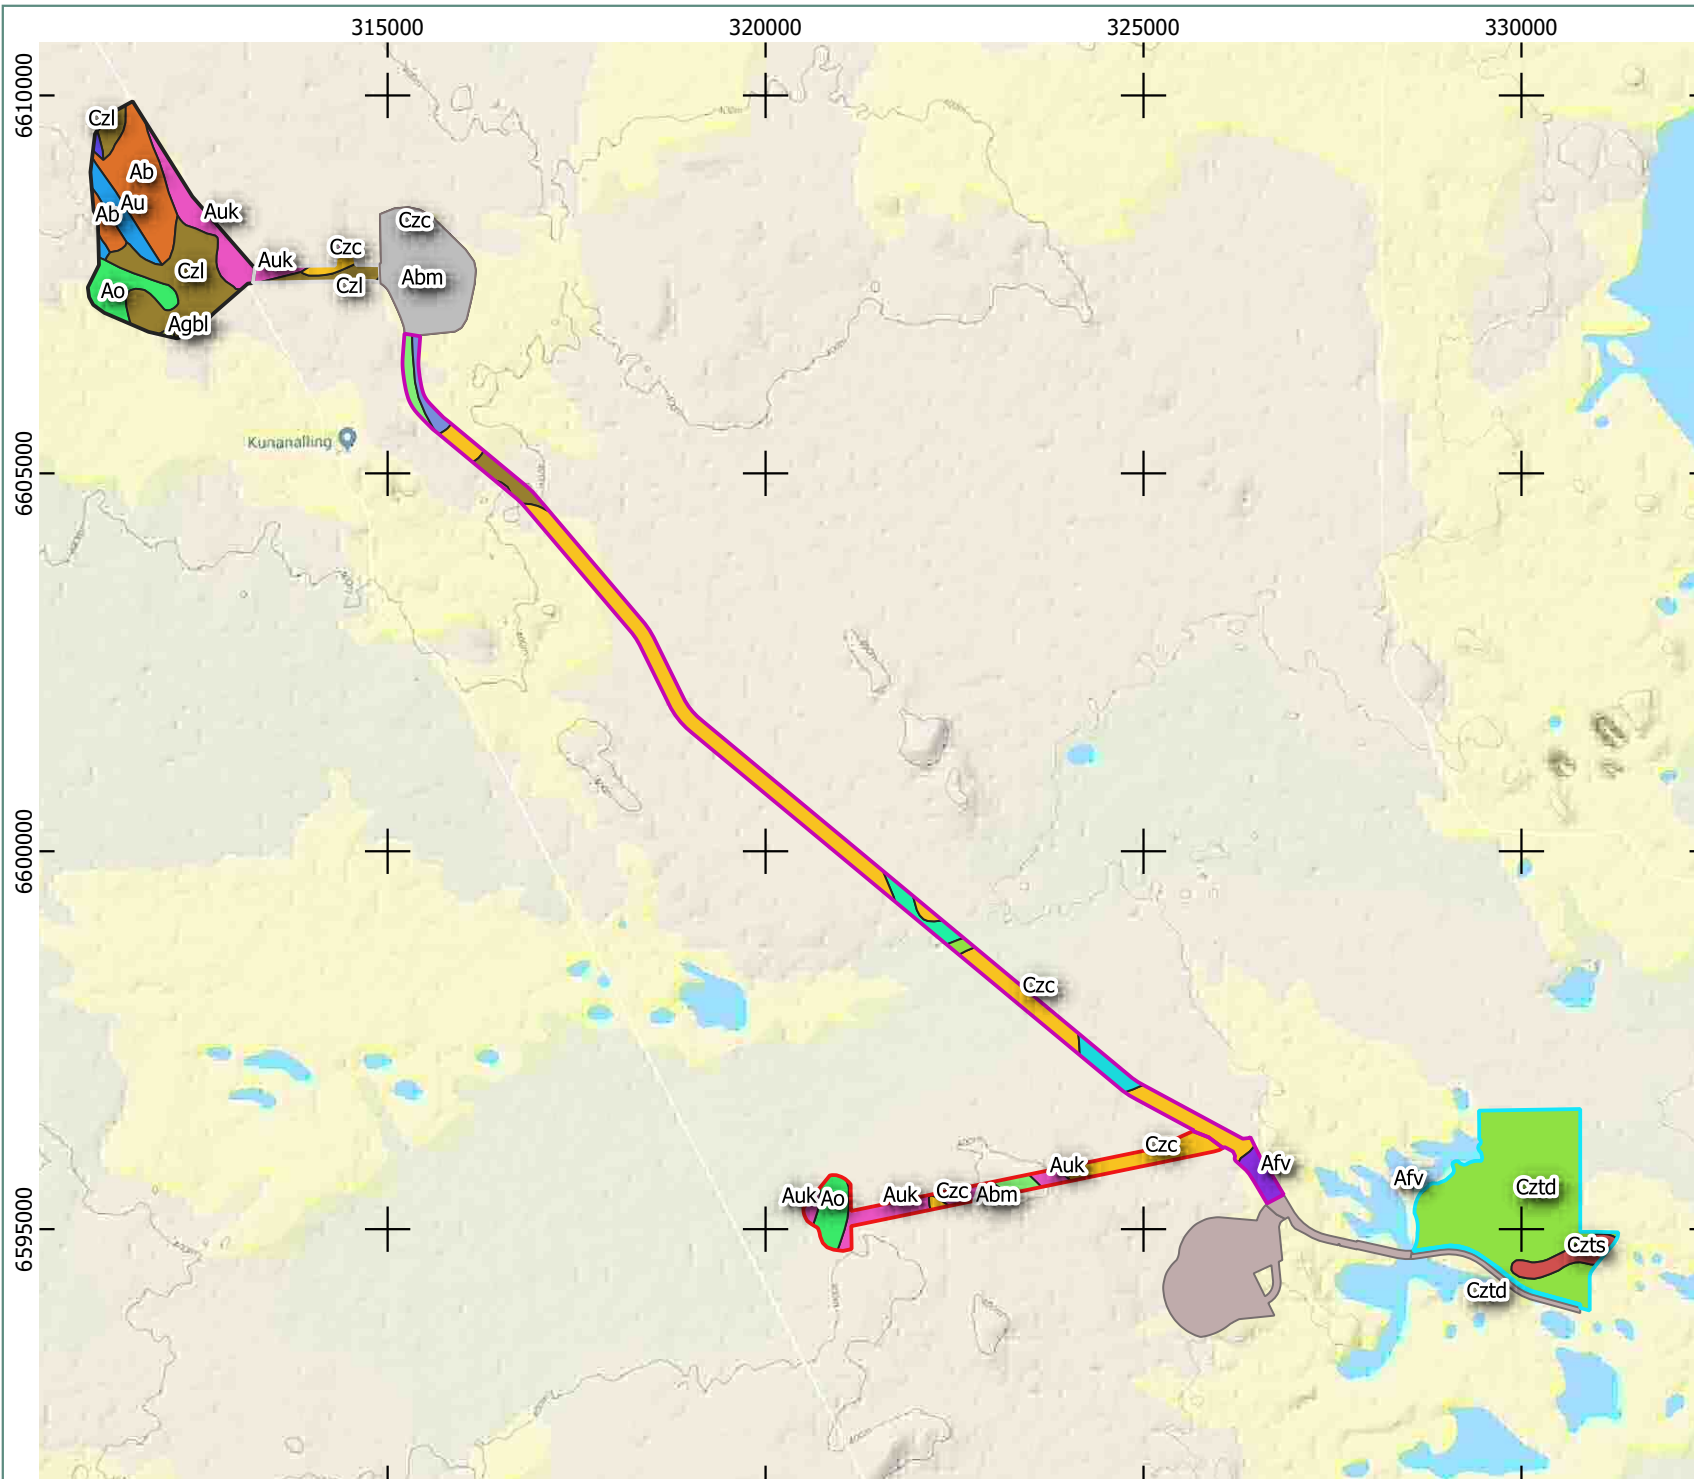 315000 320000 325000 330000
6610000
6605000
6600000
6595000
Czl
Ab
Au
Ab
Auk
Czl
Ao
Agbl
Auk
Czc
Czl
Czc
Abm
Kunanalling
Czc
Czc
Auk
Abm
Czc
Auk
Auk
Ao
Afv
Afv
Cztd
Czts
Cztd